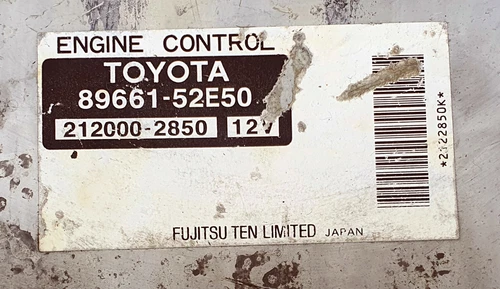 ENGINE CONTROL
TOYOTA
89661-52E50
212000-2850 12V
*2122850K*
FUJITSU TEN LIMITED JAPAN